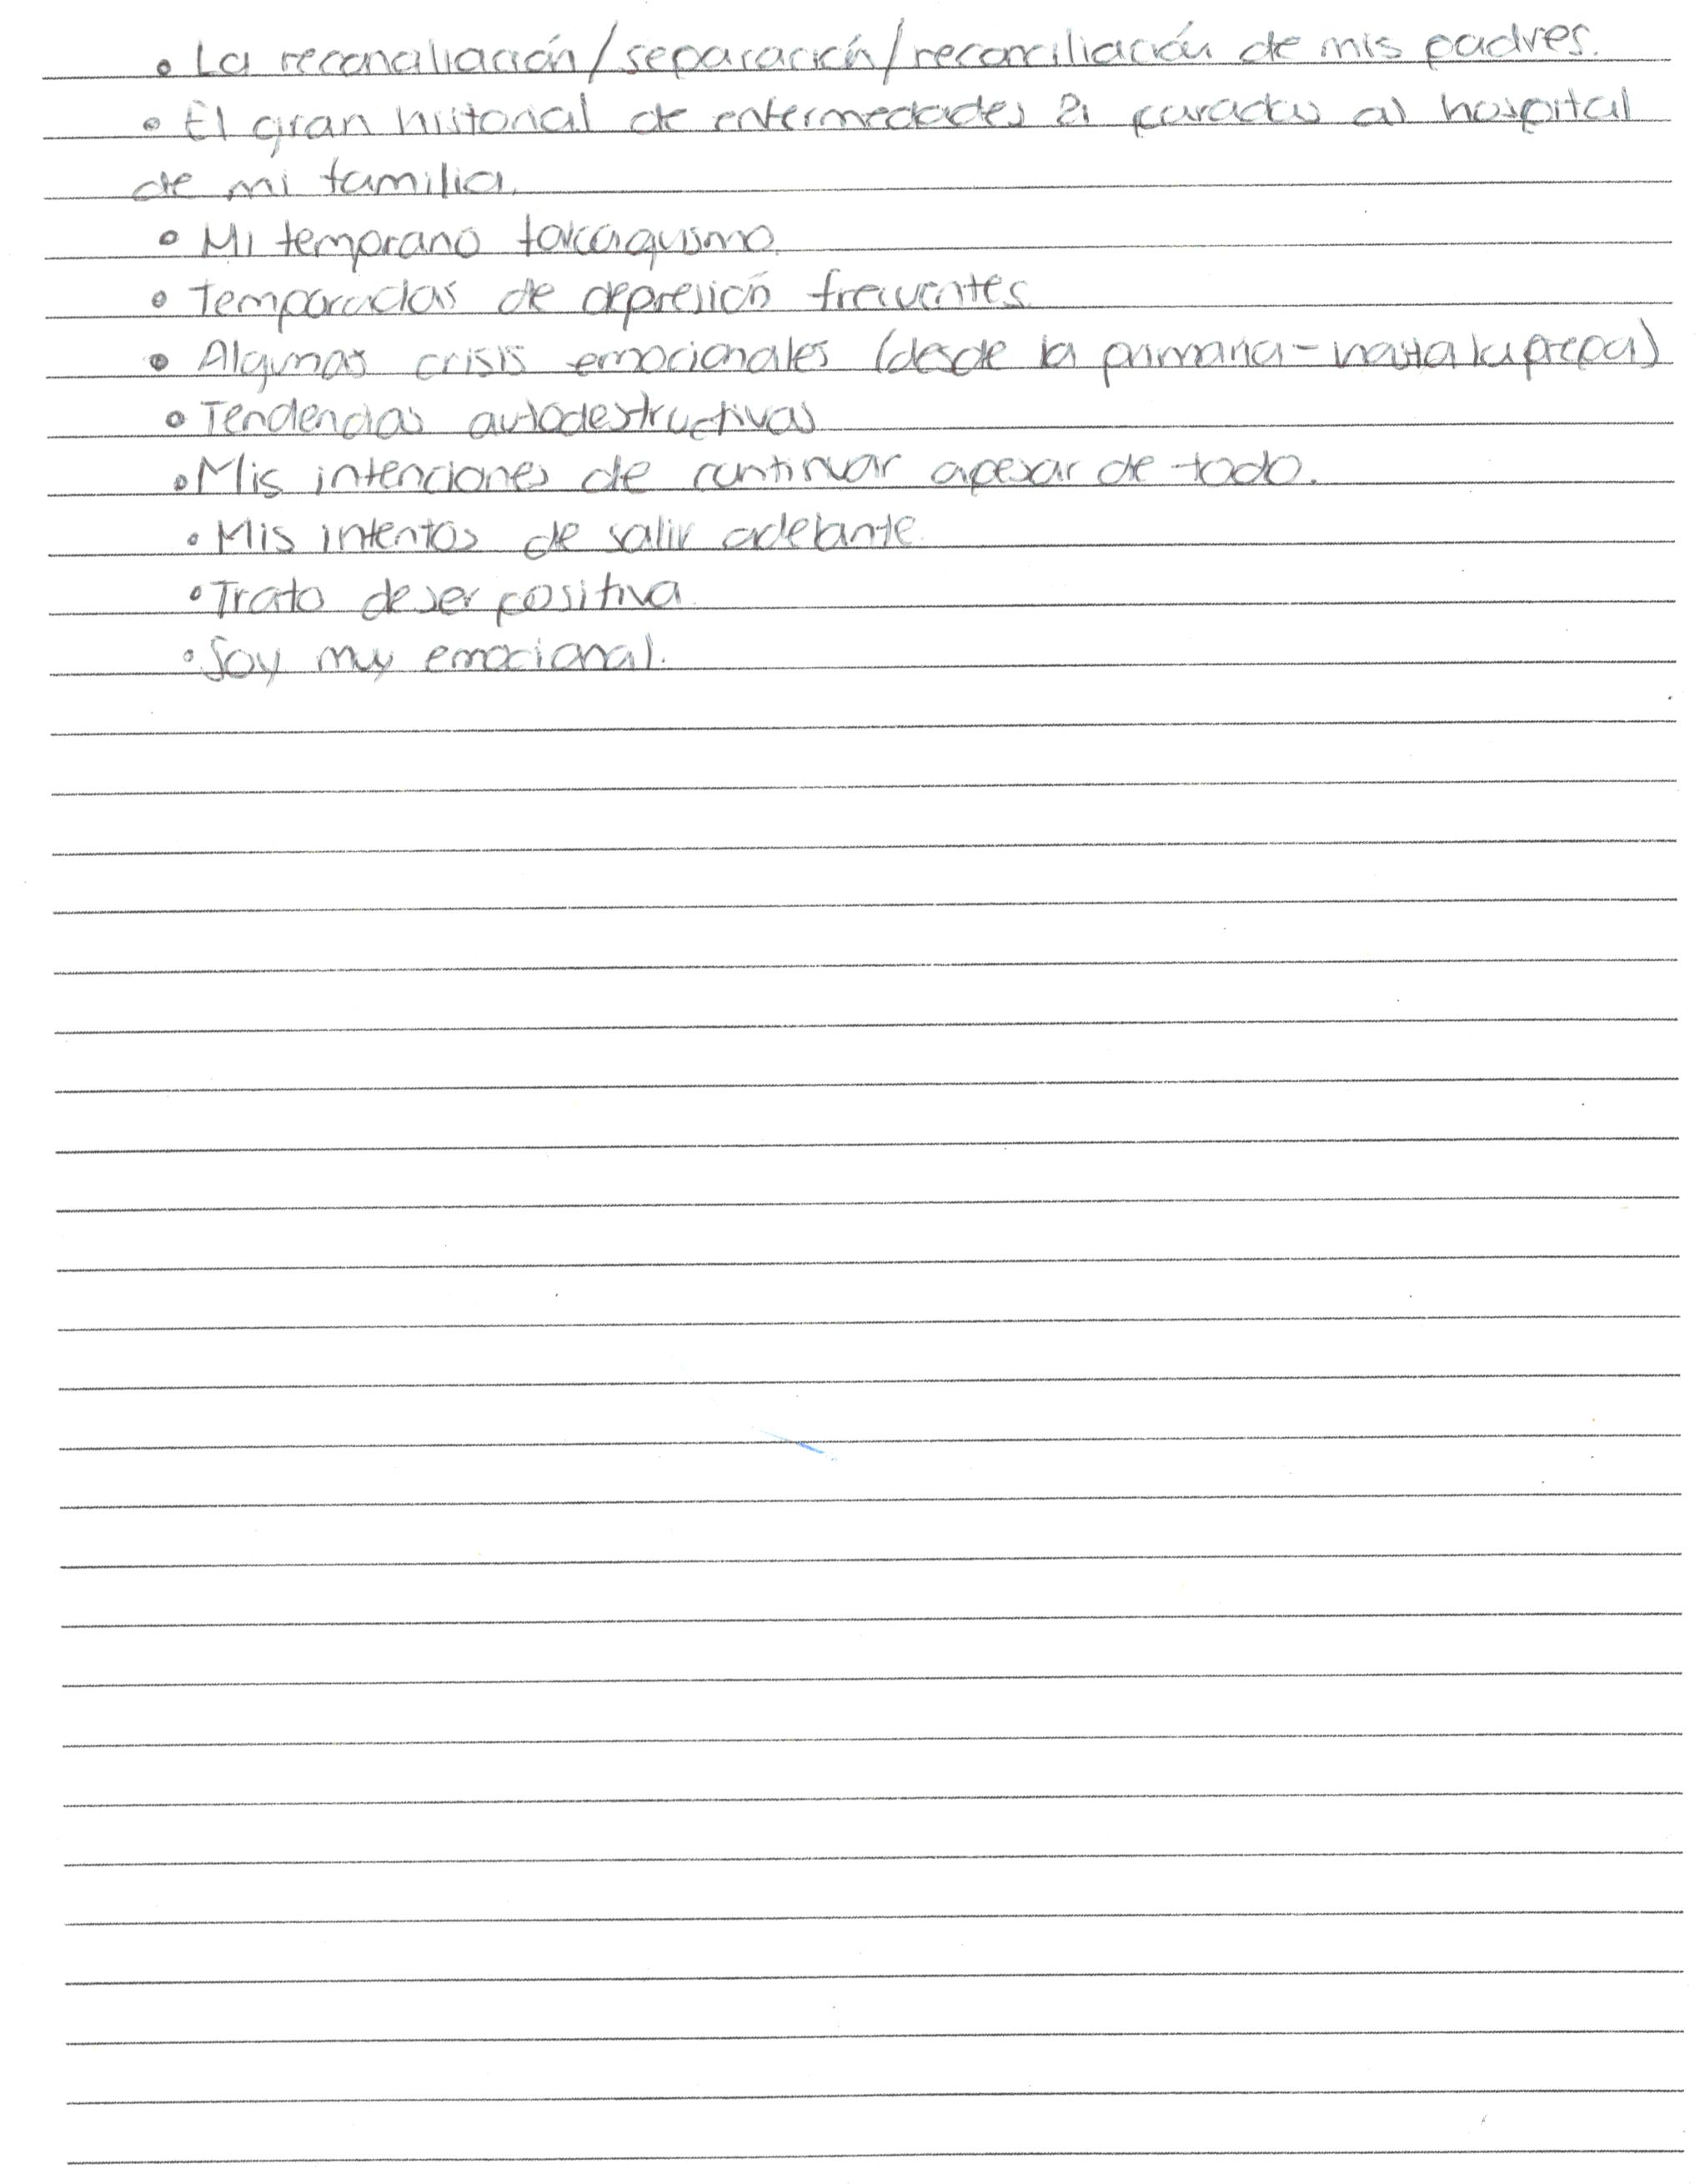 • La reconciliación/separación/reconciliación de mis padres.
• El gran historial de enfermedades & paradas al hospital
de mi familia.
• Mi temprano tabaquismo.
• Temporadas de depresión frecuentes
• Algunas crisis emocionales (desde la primaria - hasta la prepa)
• Tendencias autodestructivas
• Mis intenciones de continuar apesar de todo.
• Mis intentos de salir adelante.
• Trato de ser positiva.
• Soy muy emocional.